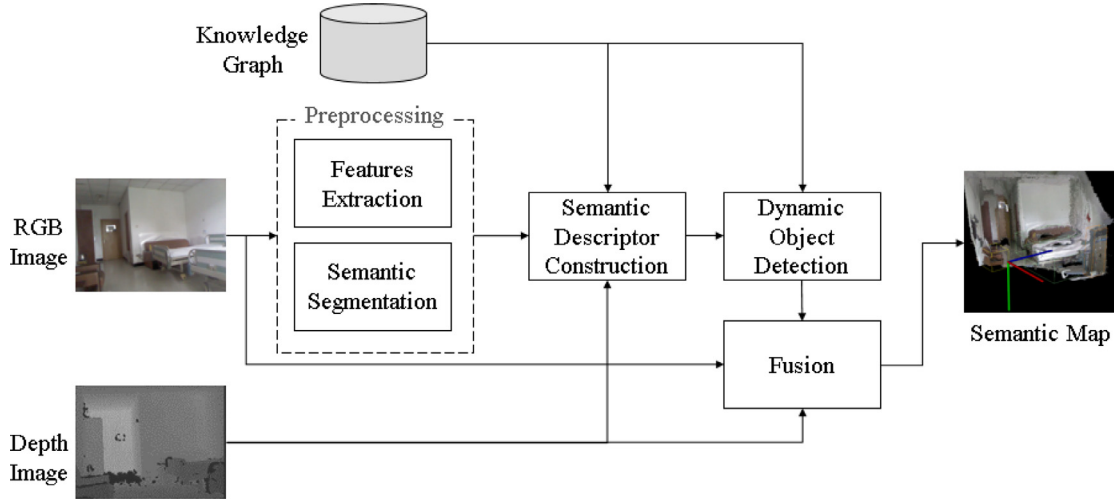 Knowledge
Graph
Preprocessing
Features
Extraction
Semantic
Segmentation
RGB
Image
Semantic
Descriptor
Construction
Dynamic
Object
Detection
Fusion
Semantic Map
Depth
Image